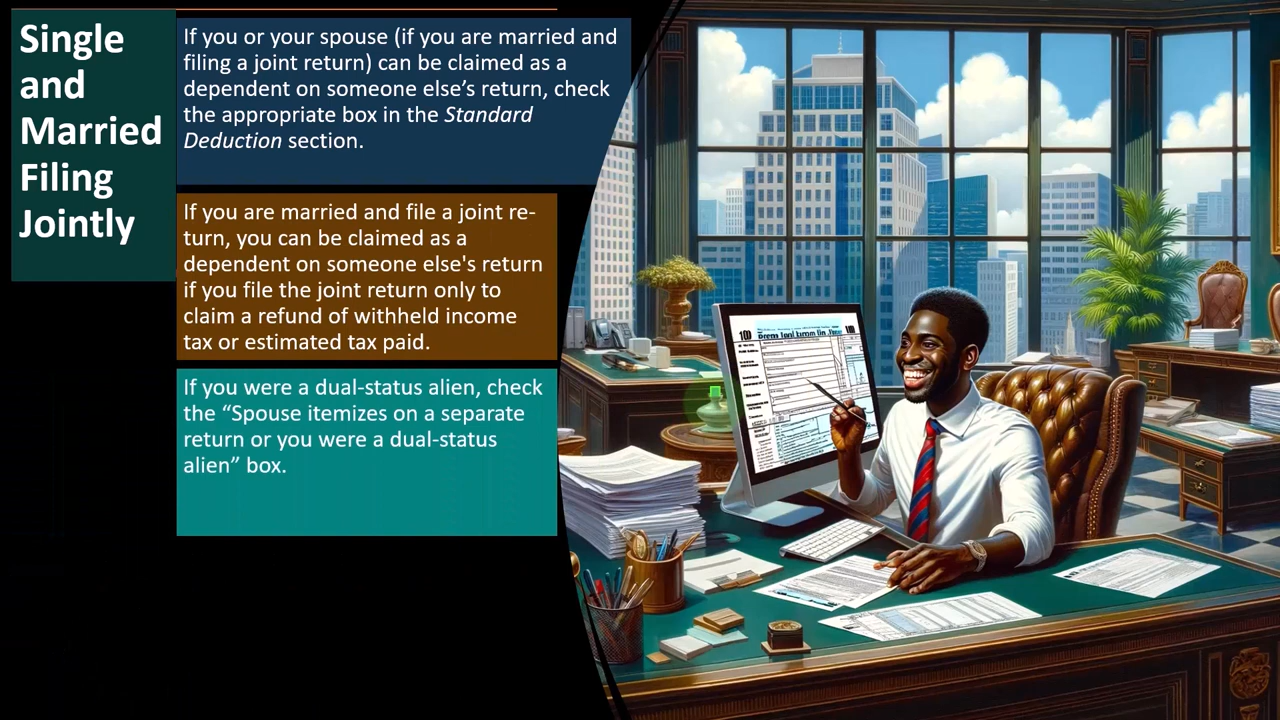 Single
and
Married
Filing
Jointly
If you or your spouse (if you are married and
filing a joint return) can be claimed as a
dependent on someone else’s return, check
the appropriate box in the Standard
Deduction section.
If you are married and file a joint re-
turn, you can be claimed as a
dependent on someone else's return
if you file the joint return only to
claim a refund of withheld income
tax or estimated tax paid.
If you were a dual-status alien, check
the “Spouse itemizes on a separate
return or you were a dual-status
alien” box.